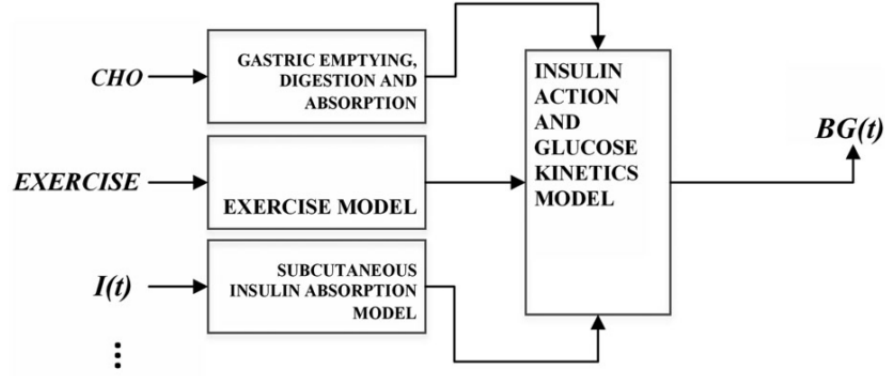 CHO
GASTRIC EMPTYING,
DIGESTION AND
ABSORPTION
EXERCISE
EXERCISE MODEL
I(t)
SUBCUTANEOUS
INSULIN ABSORPTION
MODEL
INSULIN
ACTION
AND
GLUCOSE
KINETICS
MODEL
BG(t)